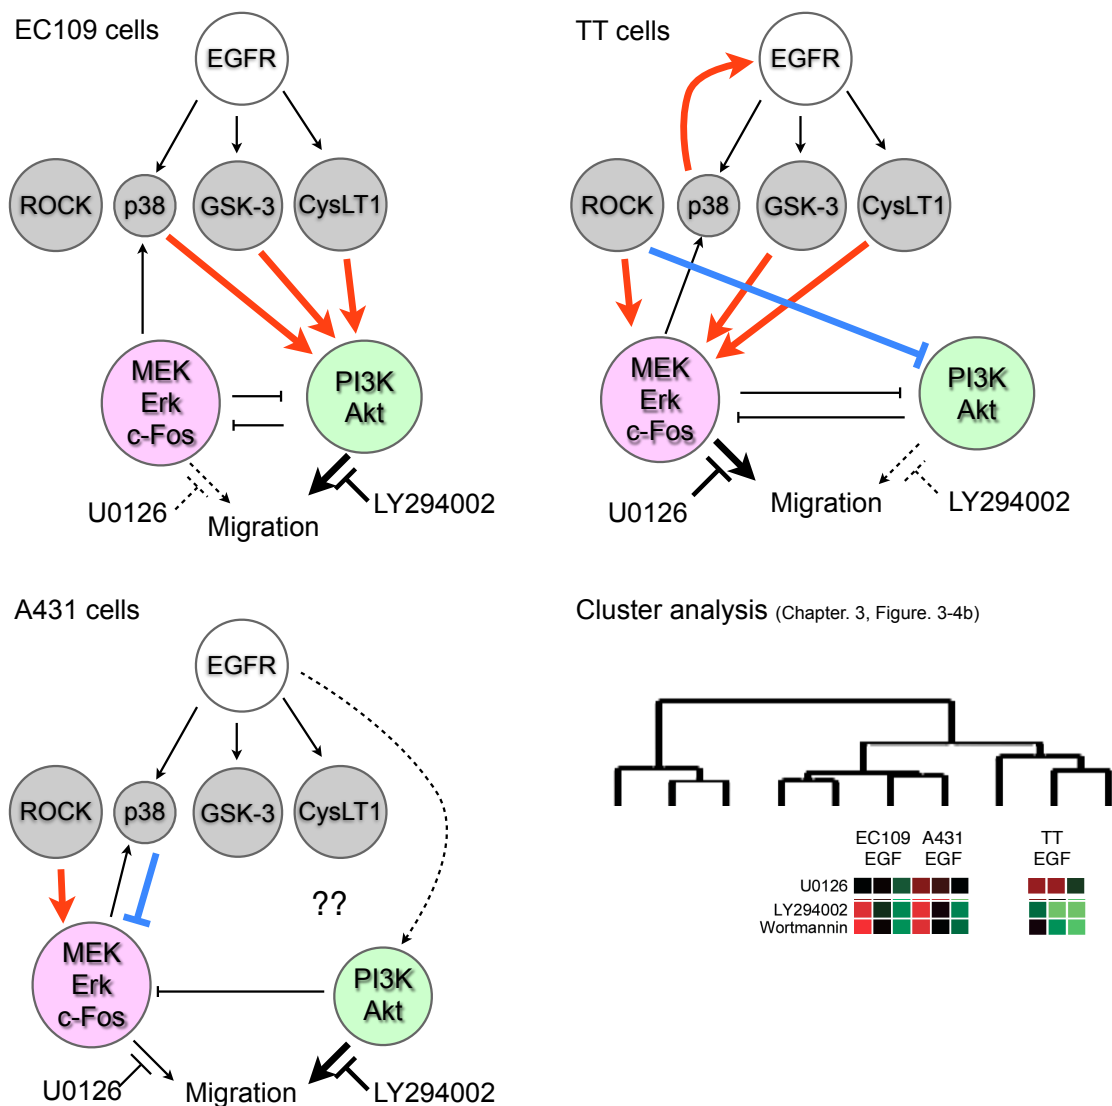 EC109 cells
EGFR
ROCK
p38
GSK-3
CysLT1
MEK
Erk
c-Fos
PI3K
Akt
U0126
Migration
LY294002
TT cells
EGFR
ROCK
p38
GSK-3
CysLT1
MEK
Erk
c-Fos
PI3K
Akt
U0126
Migration
LY294002
A431 cells
EGFR
ROCK
p38
GSK-3
CysLT1
??
MEK
Erk
c-Fos
PI3K
Akt
U0126
Migration
LY294002
Cluster analysis (Chapter. 3, Figure. 3-4b)
EC109 A431 TT
EGF EGF EGF
U0126
LY294002
Wortmannin